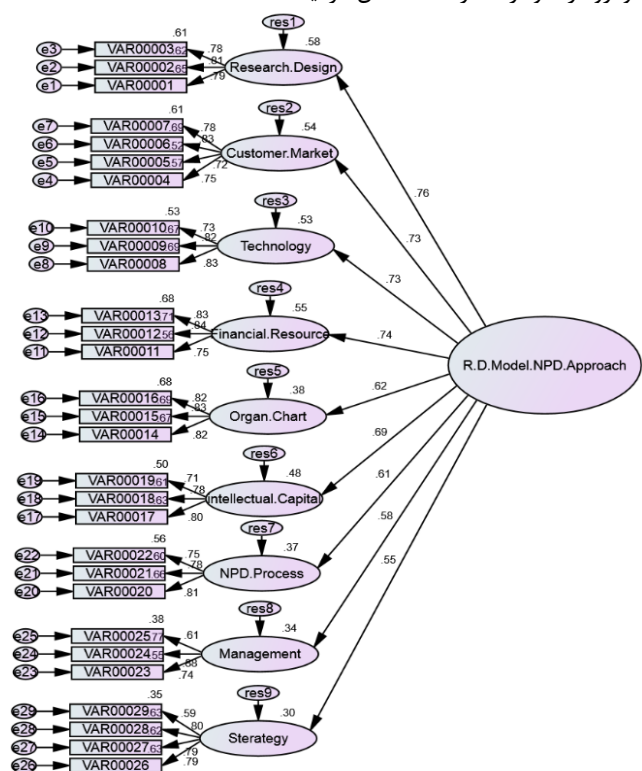 res1
.61
.58
e3 VAR00003 .62 .78
e2 VAR00002 .65 .81 Research.Design
e1 VAR00001 .79
res2
.61
.54
e7 VAR00007 .69 .78
e6 VAR00006 .52 .83
Customer.Market
e5 VAR00005 .57 .72
e4 VAR00004 .75
.76
.73
res3
.53
.53
e10 VAR00010 .67 .73
e9 VAR00009 .69 .82 Technology
e8 VAR00008 .83
.73
res4
.68
.55
e13 VAR00013 .71 .83
e12 VAR00012 .56 .84 Financial.Resource
e11 VAR00011 .75
.74
R.D.Model.NPD.Approach
res5
.68
.38
.62
e16 VAR00016 .69 .82
e15 VAR00015 .67 .83 Organ.Chart
e14 VAR00014 .82
.69
res6
.50
.48
e19 VAR00019 .61 .71
e18 VAR00018 .63 .78 Intellectual.Capital
e17 VAR00017 .80
.61
.58
.55
res7
.56
.37
e22 VAR00022 .60 .75
e21 VAR00021 .66 .78 NPD.Process
e20 VAR00020 .81
res8
.38
.34
e25 VAR00025 .77 .61
e24 VAR00024 .55 .88 Management
e23 VAR00023 .74
res9
.35
.30
e29 VAR00029 .63 .59
e28 VAR00028 .62 .80
Sterategy
e27 VAR00027 .63 .79
e26 VAR00026 .79